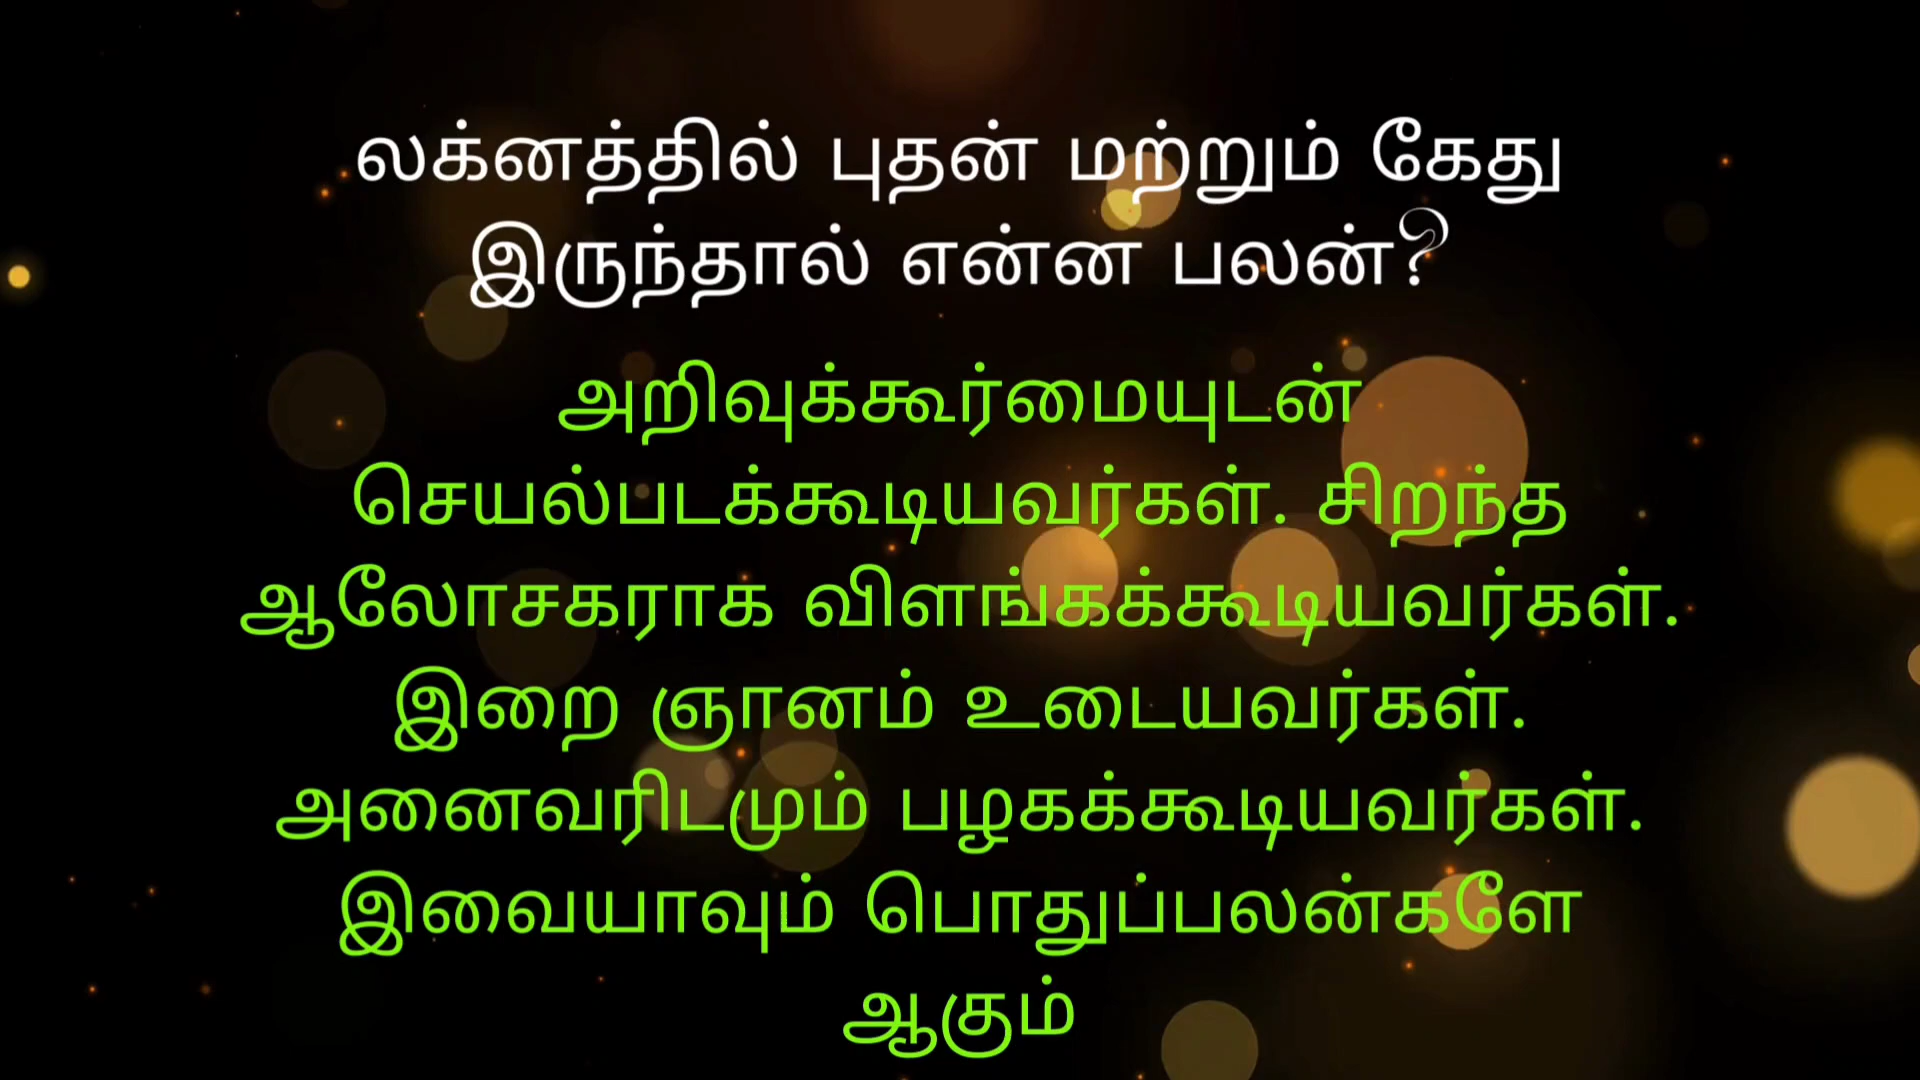 லக்னத்தில் புதன் மற்றும் கேது
இருந்தால் என்ன பலன்?
அறிவுக்கூர்மையுடன்
செயல்படக்கூடியவர்கள். சிறந்த
ஆலோசகராக விளங்கக்கூடியவர்கள்.
இறை ஞானம் உடையவர்கள்.
அனைவரிடமும் பழகக்கூடியவர்கள்.
இவையாவும் பொதுப்பலன்களே
ஆகும்